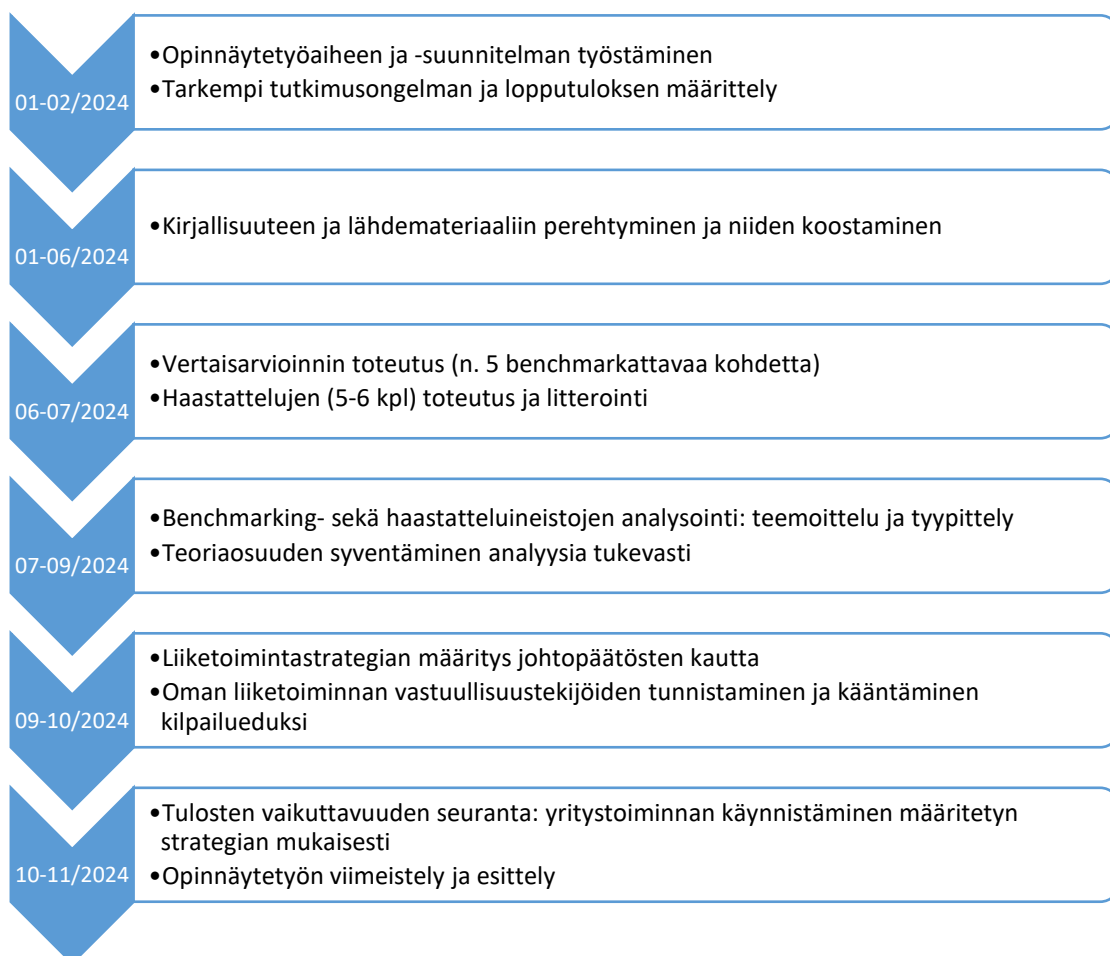 01-02/2024
•Opinnäytetyöaiheen ja -suunnitelman työstäminen
•Tarkempi tutkimusongelman ja lopputuloksen määrittely
01-06/2024
•Kirjallisuuteen ja lähdemateriaaliin perehtyminen ja niiden koostaminen
06-07/2024
•Vertaisarvioinnin toteutus (n. 5 benchmarkattavaa kohdetta)
•Haastattelujen (5-6 kpl) toteutus ja litterointi
07-09/2024
•Benchmarking- sekä haastatteluineistojen analysointi: teemoittelu ja tyypittely
•Teoriaosuuden syventäminen analyysia tukevasti
09-10/2024
•Liiketoimintastrategian määritys johtopäätösten kautta
•Oman liiketoiminnan vastuullisuustekijöiden tunnistaminen ja kääntäminen
kilpailueduksi
10-11/2024
•Tulosten vaikuttavuuden seuranta: yritystoiminnan käynnistäminen määritetyn
strategian mukaisesti
•Opinnäytetyön viimeistely ja esittely